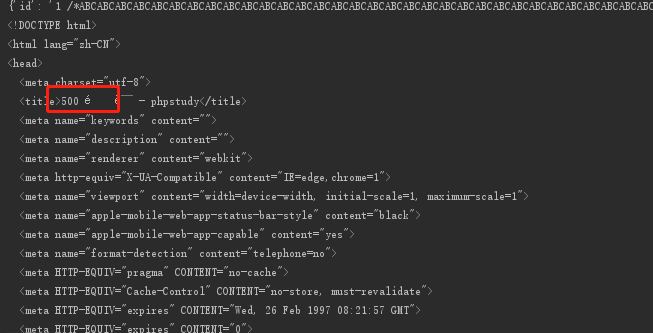 {'id': '1 /*ABCABCABCABCABCABCABCABCABCABCABCABCABCABCABCABCABCABCABCABCABCABCABCABCABCABCABCABCABCABCABC
<!DOCTYPE html>
<html lang="zh-CN">
<head>
<meta charset="utf-8">
<title>500 é é¯¯ - phpstudy</title>
<meta name="keywords" content="">
<meta name="description" content="">
<meta name="renderer" content="webkit">
<meta http-equiv="X-UA-Compatible" content="IE=edge,chrome=1">
<meta name="viewport" content="width=device-width, initial-scale=1, maximum-scale=1">
<meta name="apple-mobile-web-app-status-bar-style" content="black">
<meta name="apple-mobile-web-app-capable" content="yes">
<meta name="format-detection" content="telephone=no">
<meta HTTP-EQUIV="pragma" CONTENT="no-cache">
<meta HTTP-EQUIV="Cache-Control" CONTENT="no-store, must-revalidate">
<meta HTTP-EQUIV="expires" CONTENT="Wed, 26 Feb 1997 08:21:57 GMT">
<meta HTTP-EQUIV="expires" CONTENT="0">